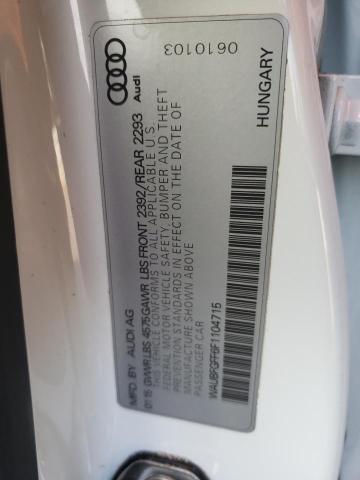 MFD. BY AUDI AG
01.15 GWWR LBS 4575 GAWR LBS FRONT 2392/REAR 2293
THIS VEHICLE CONFORMS TO ALL APPLICABLE U S
FEDERAL MOTOR VEHICLE SAFETY, BUMPER AND THEFT
PREVENTION STANDARDS IN EFFECT ON THE DATE OF
MANUFACTURE SHOWN ABOVE
PASSENGER CAR
WAUBFGFF6F1104715
HUNGARY
Audi
0610103